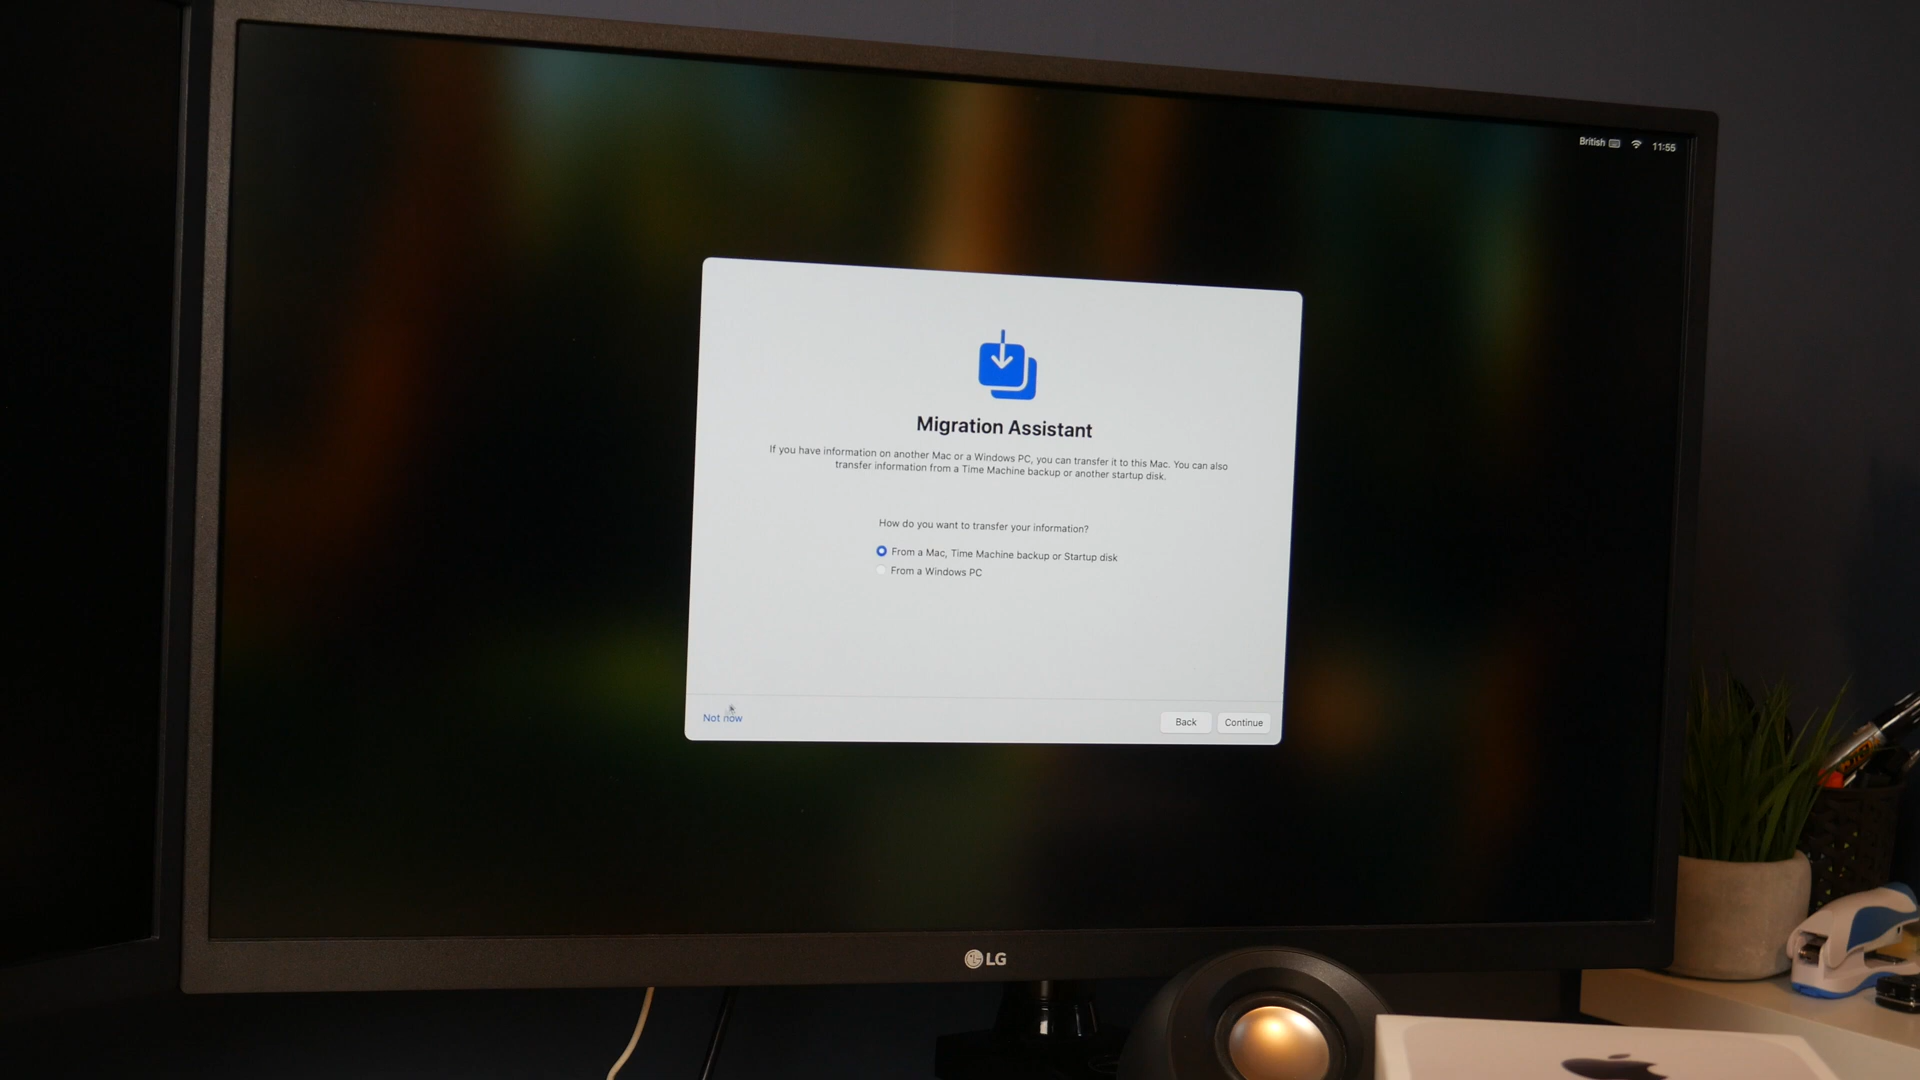 British
11:55
Migration Assistant
If you have information on another Mac or a Windows PC, you can transfer it to this Mac. You can also
transfer information from a Time Machine backup or another startup disk.
How do you want to transfer your information?
From a Mac, Time Machine backup or Startup disk
From a Windows PC
Not now
Back
Continue
LG